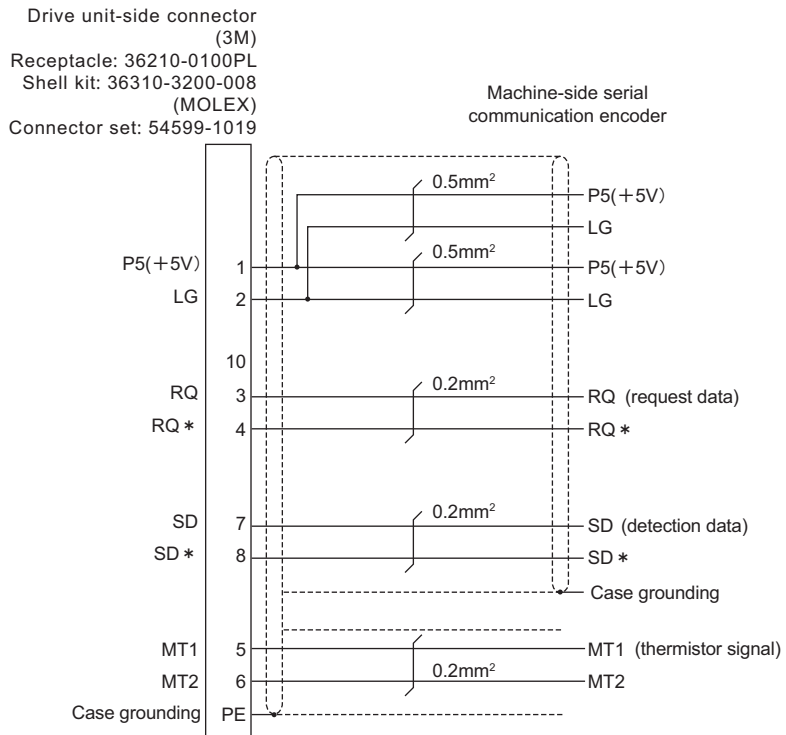 Drive unit-side connector
(3M)
Receptacle: 36210-0100PL
Shell kit: 36310-3200-008
(MOLEX)
Connector set: 54599-1019
Machine-side serial
communication encoder
0.5mm²
P5(+5V)
LG
0.5mm²
P5(+5V) 1 P5(+5V)
LG 2 LG
10
0.2mm²
RQ 3 RQ (request data)
RQ* 4 RQ*
0.2mm²
SD 7 SD (detection data)
SD* 8 SD*
Case grounding
MT1 5 MT1 (thermistor signal)
0.2mm²
MT2 6 MT2
Case grounding PE